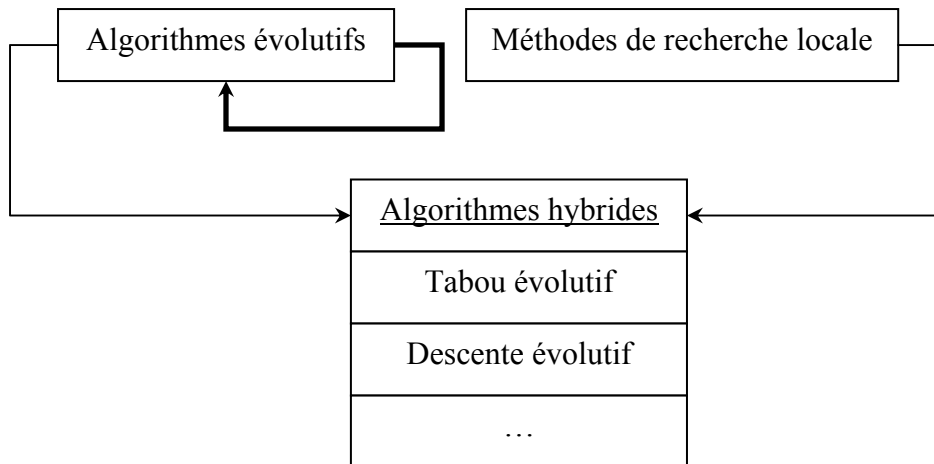 Algorithmes évolutifs
Méthodes de recherche locale
Algorithmes hybrides
Tabou évolutif
Descente évolutif
…